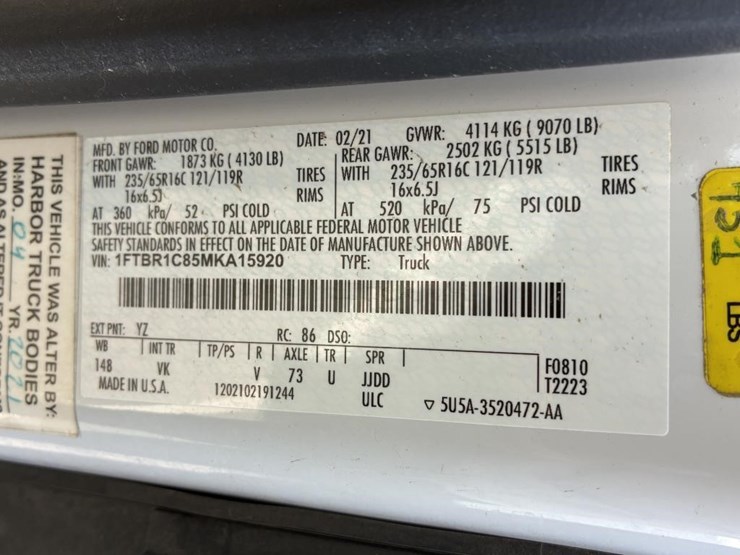 MFD. BY FORD MOTOR CO.
DATE: 02/21
GVWR: 4114 KG ( 9070 LB)
FRONT GAWR: 1873 KG ( 4130 LB)
WITH 235/65R16C 121/119R
16x6.5J
TIRES
RIMS
AT 360 kPa/ 52 PSI COLD
REAR GAWR: 2502 KG ( 5515 LB)
WITH 235/65R16C 121/119R
16x6.5J
TIRES
RIMS
AT 520 kPa/ 75 PSI COLD
THIS VEHICLE CONFORMS TO ALL APPLICABLE FEDERAL MOTOR VEHICLE
SAFETY STANDARDS IN EFFECT ON THE DATE OF MANUFACTURE SHOWN ABOVE.
VIN: 1FTBR1C85MKA15920
TYPE: Truck
EXT PNT: YZ
RC: 86 DSO:
WB INT TR TP/PS R AXLE TR SPR
148 VK V 73 U JJDD
MADE IN U.S.A.
1202102191244
ULC
F0810
T2223
▽ 5U5A-3520472-AA
THIS VEHICLE WAS ALTER BY:
HARBOR TRUCK BODIES
IN:MO. 04 YR. 2021
LBS